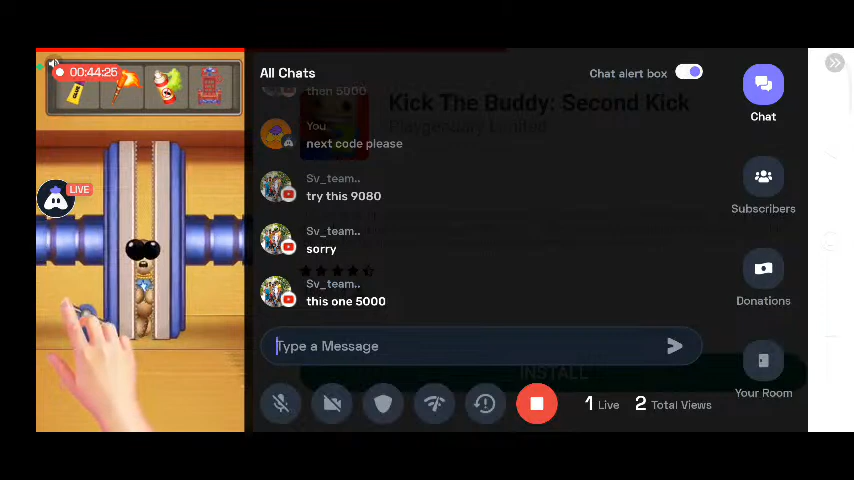 00:44:25
GLUE
LIVE
All Chats
Chat alert box
then 5000
Kick The Buddy: Second Kick
Playgendary Limited
You
next code please
Sv_team..
try this 9080
Sv_team..
sorry
Sv_team..
this one 5000
Type a Message
INSTALL
1 Live
2 Total Views
Chat
Subscribers
Donations
Your Room